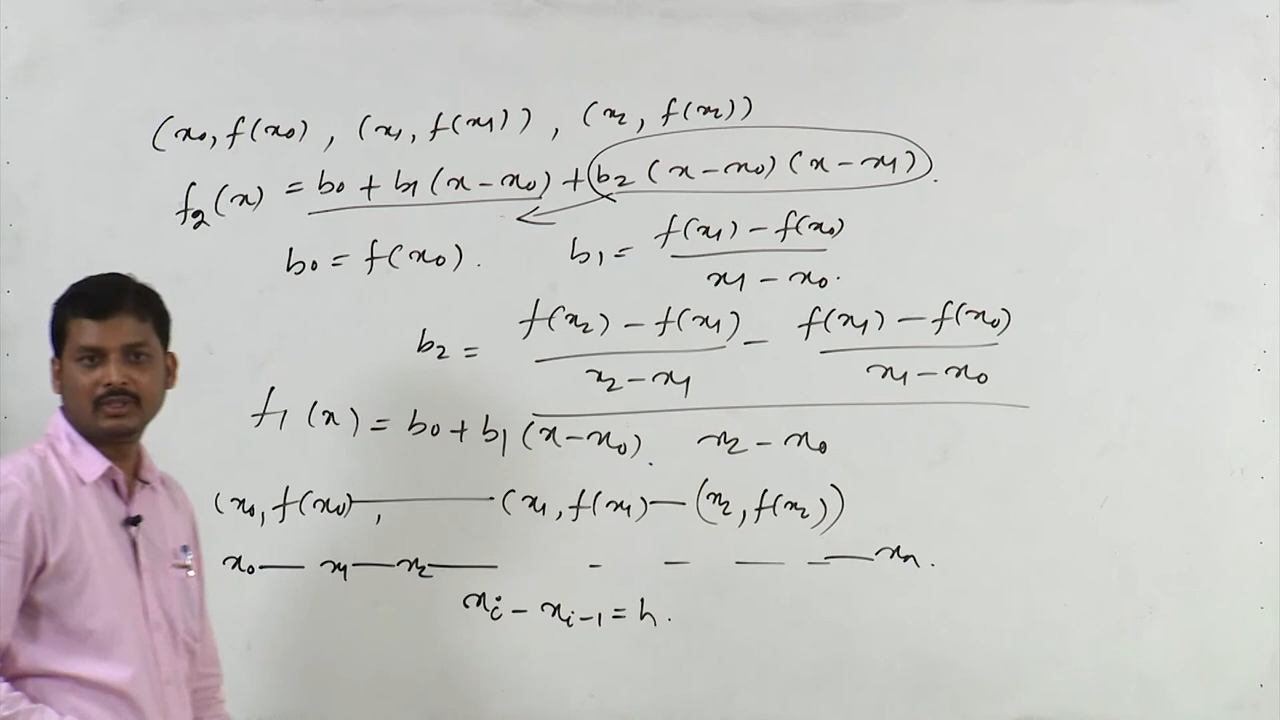 (x₀, f(x₀) , (x₁, f(x₁)) , (x₂, f(x₂))
f₂(x) = b₀ + b₁(x − x₀) + b₂(x − x₀)(x − x₁).
b₀ = f(x₀). b₁ = (f(x₁) − f(x₀))/(x₁ − x₀).
b₂ = ((f(x₂) − f(x₁))/(x₂ − x₁) − (f(x₁) − f(x₀))/(x₁ − x₀))/(x₂ − x₀)
f₁(x) = b₀ + b₁(x − x₀).
(x₀, f(x₀) , — (x₁, f(x₁) — (x₂, f(x₂))
x₀ — x₁ — x₂ — - - — - — xₙ.
xᵢ − xᵢ₋₁ = h.